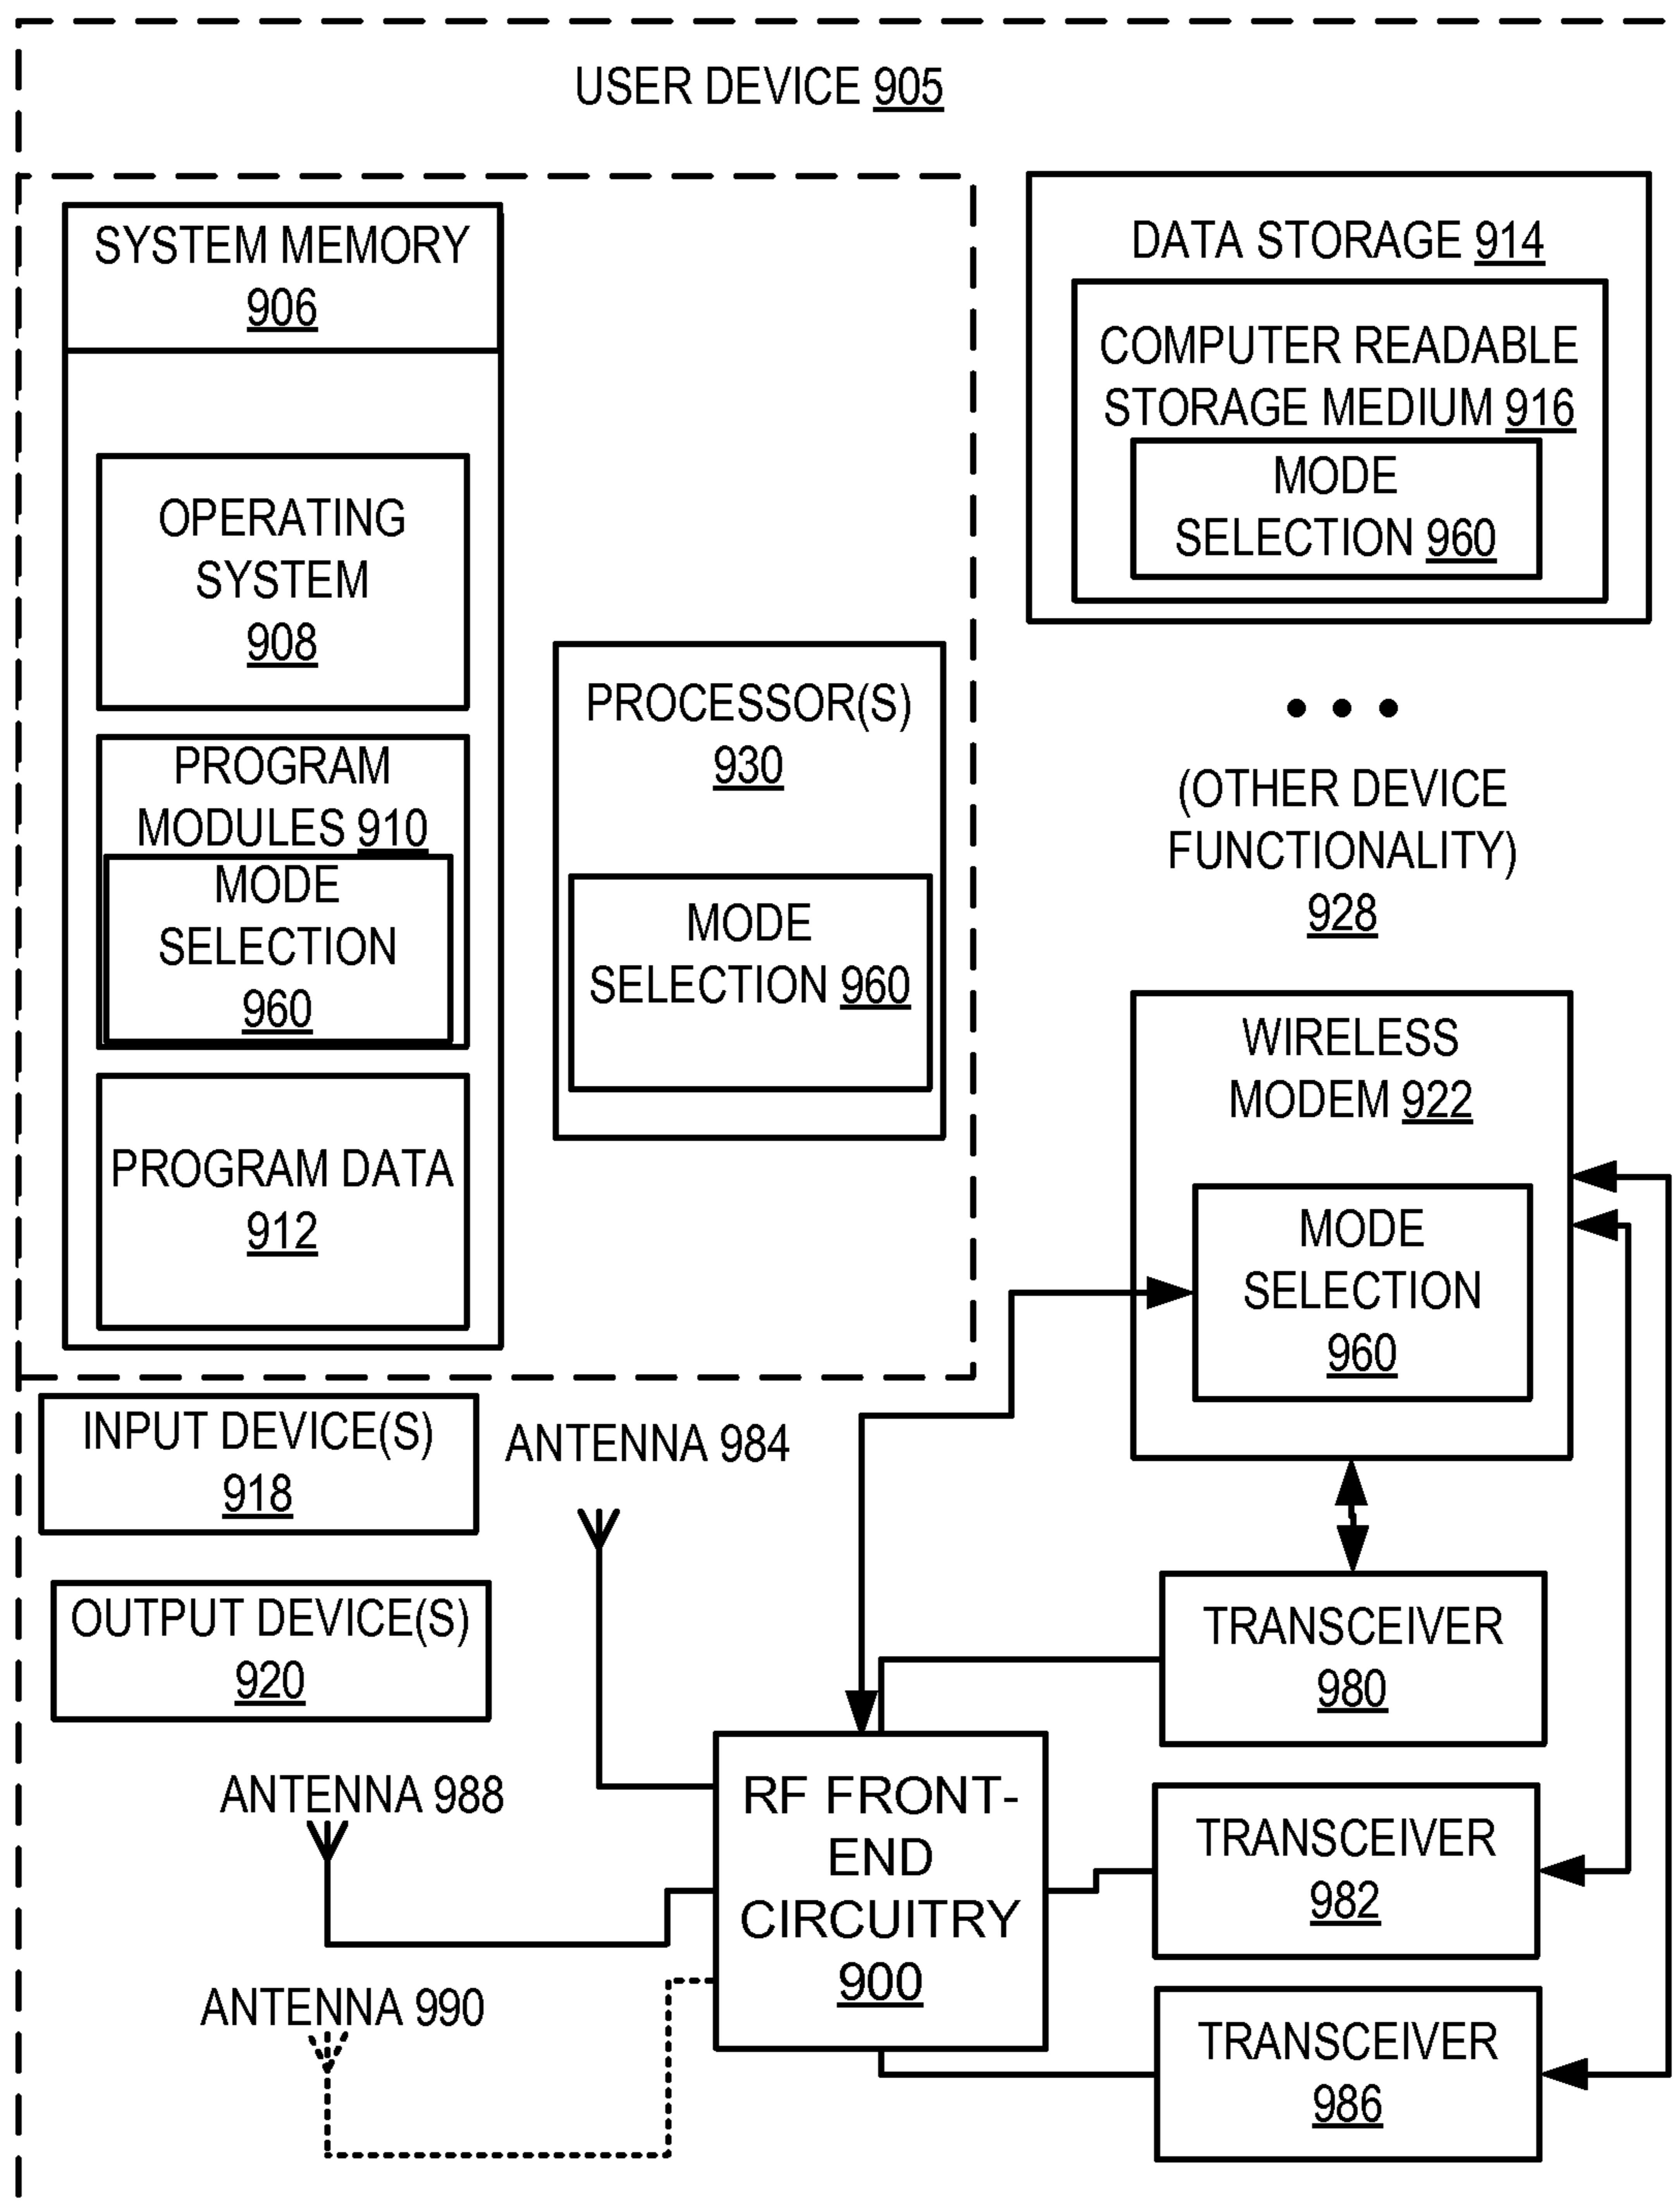 USER DEVICE 905
SYSTEM MEMORY
906
OPERATING
SYSTEM
908
PROGRAM
MODULES 910
MODE
SELECTION
960
PROGRAM DATA
912
PROCESSOR(S)
930
MODE
SELECTION 960
DATA STORAGE 914
COMPUTER READABLE
STORAGE MEDIUM 916
MODE
SELECTION 960
• • •
(OTHER DEVICE
FUNCTIONALITY)
928
WIRELESS
MODEM 922
MODE
SELECTION
960
INPUT DEVICE(S)
918
OUTPUT DEVICE(S)
920
ANTENNA 984
ANTENNA 988
ANTENNA 990
RF FRONT-
END
CIRCUITRY
900
TRANSCEIVER
980
TRANSCEIVER
982
TRANSCEIVER
986